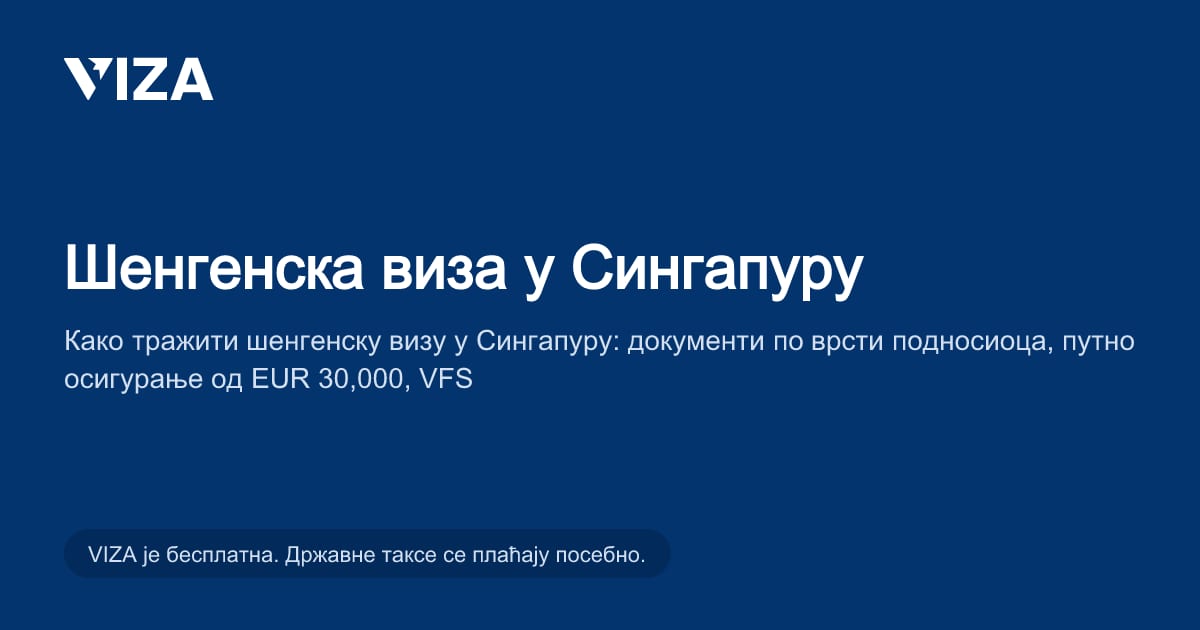 VIZA
Шенгенска виза у Сингапуру
Како тражити шенгенску визу у Сингапуру: документи по врсти подносиоца, путно
осигурање од EUR 30,000, VFS
VIZA је бесплатна. Државне таксе се плаћају посебно.